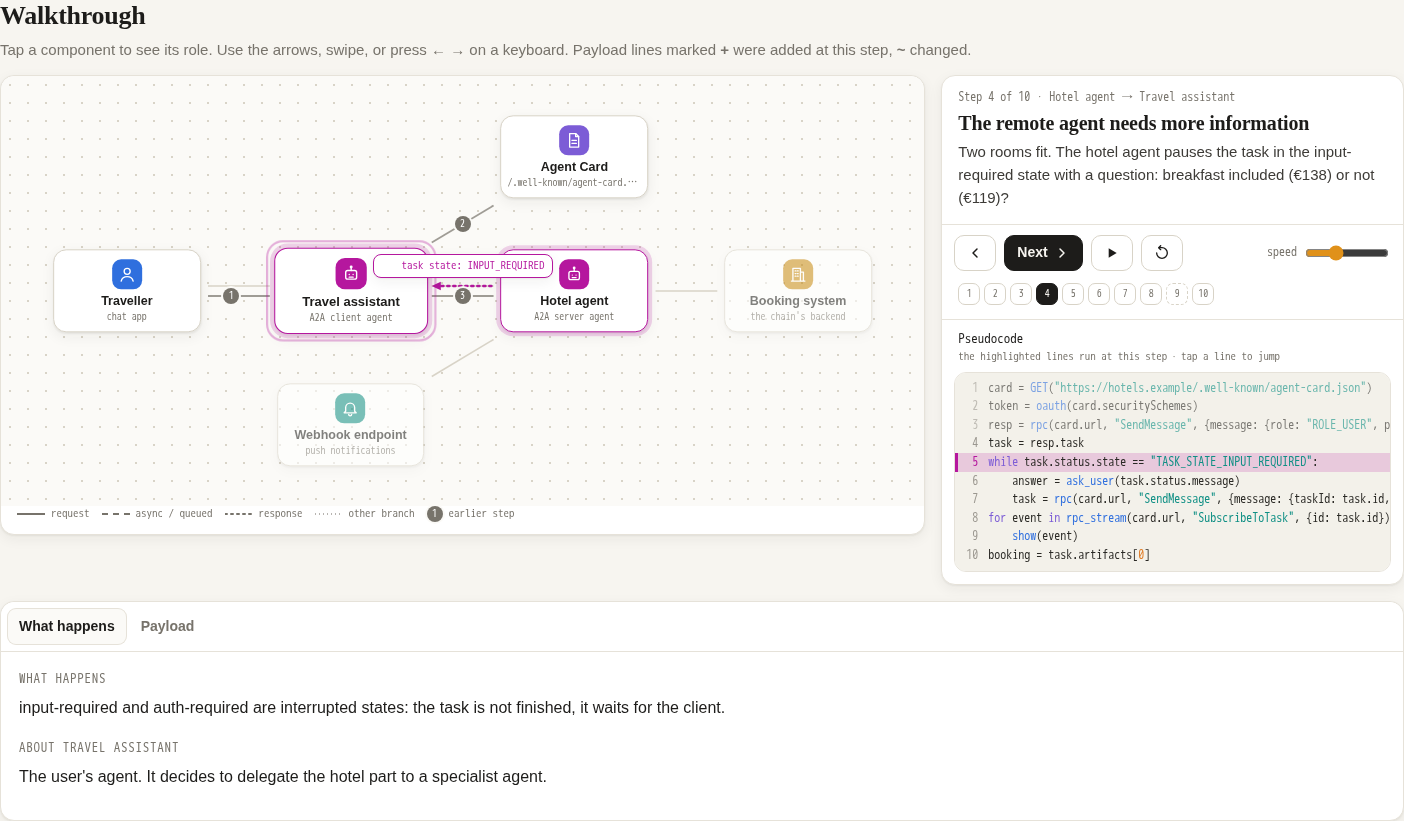 Walkthrough
Tap a component to see its role. Use the arrows, swipe, or press ← → on a keyboard. Payload lines marked + were added at this step, ~ changed.
Agent Card
/.well-known/agent-card.…
2
Traveller
chat app
1
Travel assistant
A2A client agent
task state: INPUT_REQUIRED
3
Hotel agent
A2A server agent
Booking system
the chain's backend
Webhook endpoint
push notifications
request
async / queued
response
other branch
1 earlier step
Step 4 of 10 · Hotel agent → Travel assistant
The remote agent needs more information
Two rooms fit. The hotel agent pauses the task in the input-
required state with a question: breakfast included (€138) or not
(€119)?
Next
speed
1 2 3 4 5 6 7 8 9 10
Pseudocode
the highlighted lines run at this step · tap a line to jump
1 card = GET("https://hotels.example/.well-known/agent-card.json")
2 token = oauth(card.securitySchemes)
3 resp = rpc(card.url, "SendMessage", {message: {role: "ROLE_USER", p
4 task = resp.task
5 while task.status.state == "TASK_STATE_INPUT_REQUIRED":
6     answer = ask_user(task.status.message)
7     task = rpc(card.url, "SendMessage", {message: {taskId: task.id,
8 for event in rpc_stream(card.url, "SubscribeToTask", {id: task.id})
9     show(event)
10 booking = task.artifacts[0]
What happens
Payload
WHAT HAPPENS
input-required and auth-required are interrupted states: the task is not finished, it waits for the client.
ABOUT TRAVEL ASSISTANT
The user's agent. It decides to delegate the hotel part to a specialist agent.